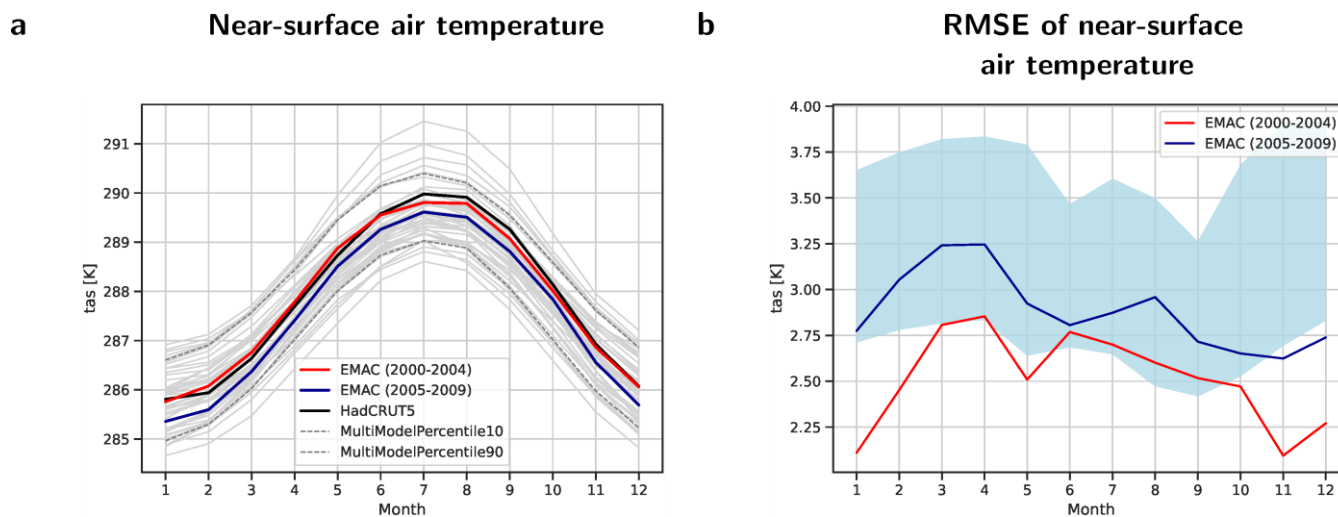 a
Near-surface air temperature
291
290
289
288
287
286
285
tas [K]
EMAC (2000-2004)
EMAC (2005-2009)
HadCRUT5
MultiModelPercentile10
MultiModelPercentile90
1 2 3 4 5 6 7 8 9 10 11 12
Month
b
RMSE of near-surface
air temperature
4.00
3.75
3.50
3.25
3.00
2.75
2.50
2.25
tas [K]
EMAC (2000-2004)
EMAC (2005-2009)
1 2 3 4 5 6 7 8 9 10 11 12
Month